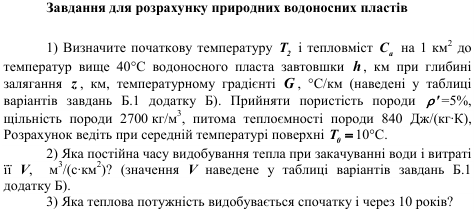 Завдання для розрахунку природних водоносних пластів
1) Визначите початкову температуру T₂ і тепловміст Cₐ на 1 км² до
температур вище 40°С водоносного пласта завтовшки h, км при глибині
залягання z, км, температурному градієнті G, °С/км (наведені у таблиці
варіантів завдань Б.1 додатку Б). Прийняти пористість породи ρ'=5%,
щільність породи 2700 кг/м³, питома теплоємності породи 840 Дж/(кг·К),
Розрахунок ведіть при середній температурі поверхні T₀ = 10°С.
2) Яка постійна часу видобування тепла при закачуванні води і витраті
її V, м³/(с·км²)? (значення V наведене у таблиці варіантів завдань Б.1
додатку Б).
3) Яка теплова потужність видобувається спочатку і через 10 років?